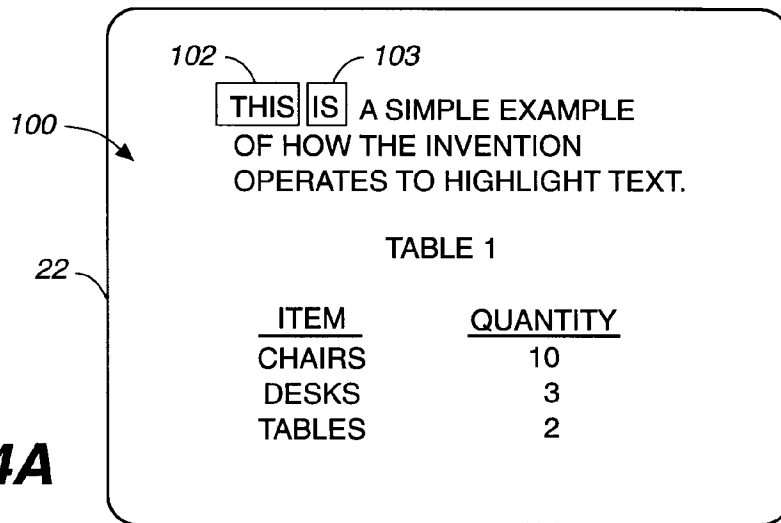 102 103
THIS IS A SIMPLE EXAMPLE
100
OF HOW THE INVENTION
OPERATES TO HIGHLIGHT TEXT.
TABLE 1
22
ITEM QUANTITY
CHAIRS 10
DESKS 3
TABLES 2
4A